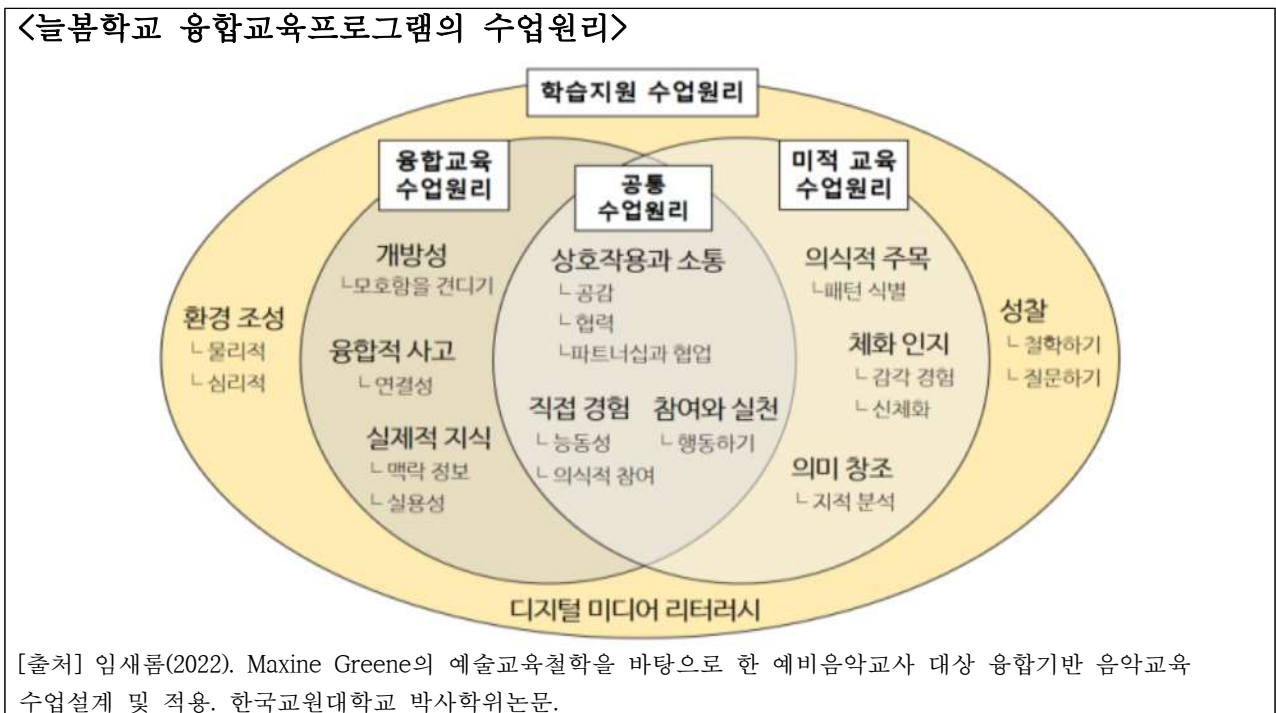 <늘봄학교 융합교육프로그램의 수업원리>
학습지원 수업원리
융합교육
수업원리
개방성
└모호함을 견디기
융합적 사고
└ 연결성
실제적 지식
└ 맥락 정보
└ 실용성
공통
수업원리
상호작용과 소통
└ 공감
└ 협력
└파트너십과 협업
직접 경험
└ 능동성
└ 의식적 참여
참여와 실천
└ 행동하기
미적 교육
수업원리
의식적 주목
└패턴 식별
체화 인지
└ 감각 경험
└ 신체화
의미 창조
└ 지적 분석
환경 조성
└ 물리적
└ 심리적
성찰
└ 철학하기
└ 질문하기
디지털 미디어 리터러시
[출처] 임새롬(2022). Maxine Greene의 예술교육철학을 바탕으로 한 예비음악교사 대상 융합기반 음악교육
수업설계 및 적용. 한국교원대학교 박사학위논문.